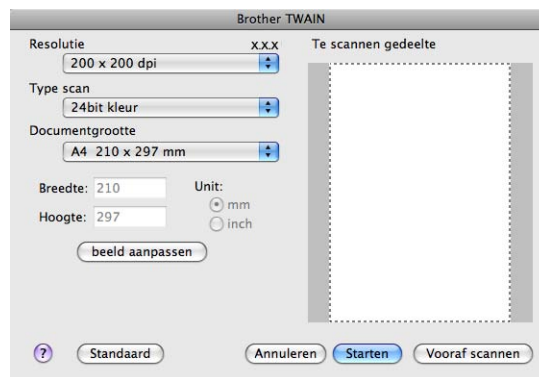 Brother TWAIN
Resolutie x.x.x
200 x 200 dpi
Type scan
24bit kleur
Documentgrootte
A4 210 x 297 mm
Breedte: 210
Hoogte: 297
Unit:
mm
inch
beeld aanpassen
Te scannen gedeelte
? Standaard Annuleren Starten Vooraf scannen